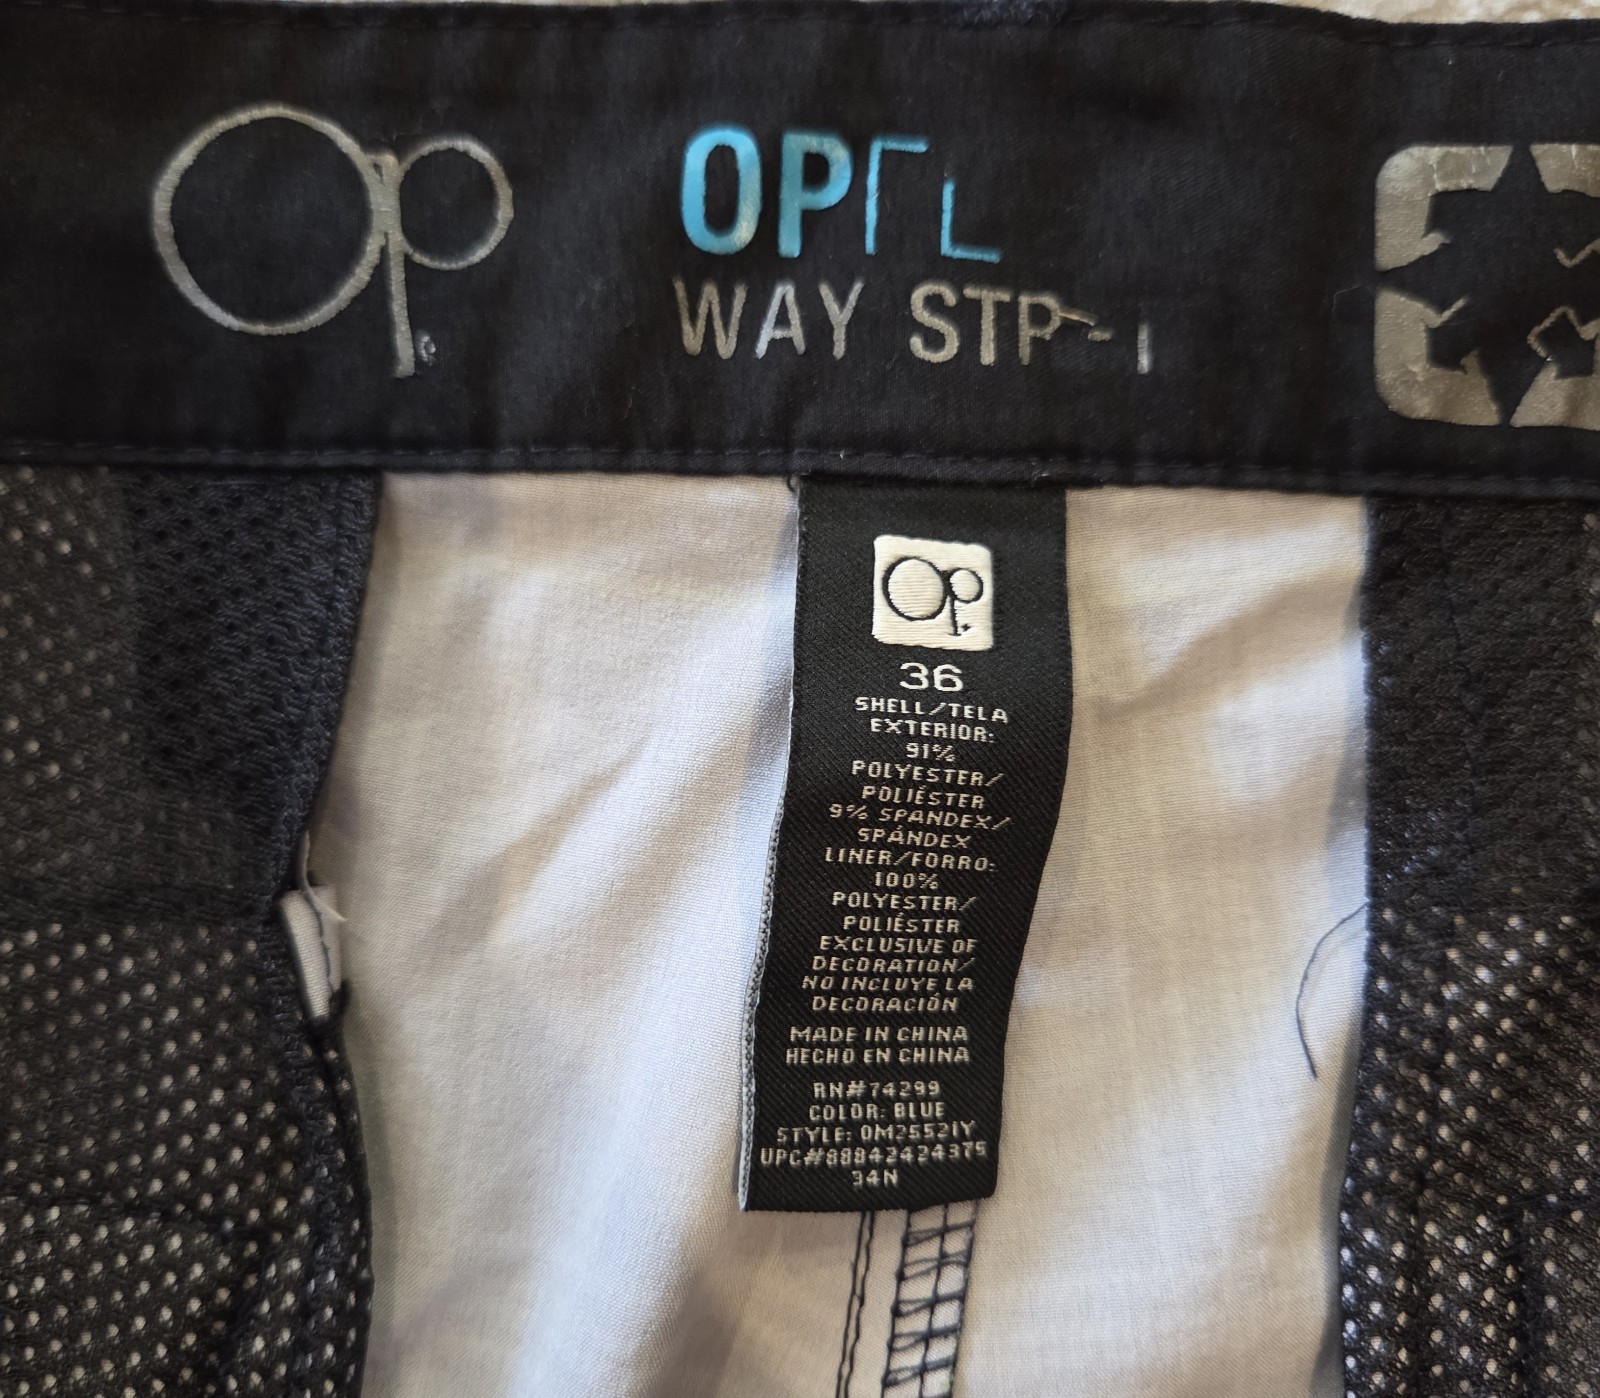 Op
OP
WAY
Op
36
SHELL/TELA
EXTERIOR:
91%
POLYESTER/
POLIÉSTER
9% SPANDEX/
SPÁNDEX
LINER/FORRO:
100%
POLYESTER/
POLIÉSTER
EXCLUSIVE OF
DECORATION/
NO INCLUYE LA
DECORACIÓN
MADE IN CHINA
HECHO EN CHINA
RN#74299
COLOR: BLUE
STYLE: OM25521Y
UPC#88842424375
34N